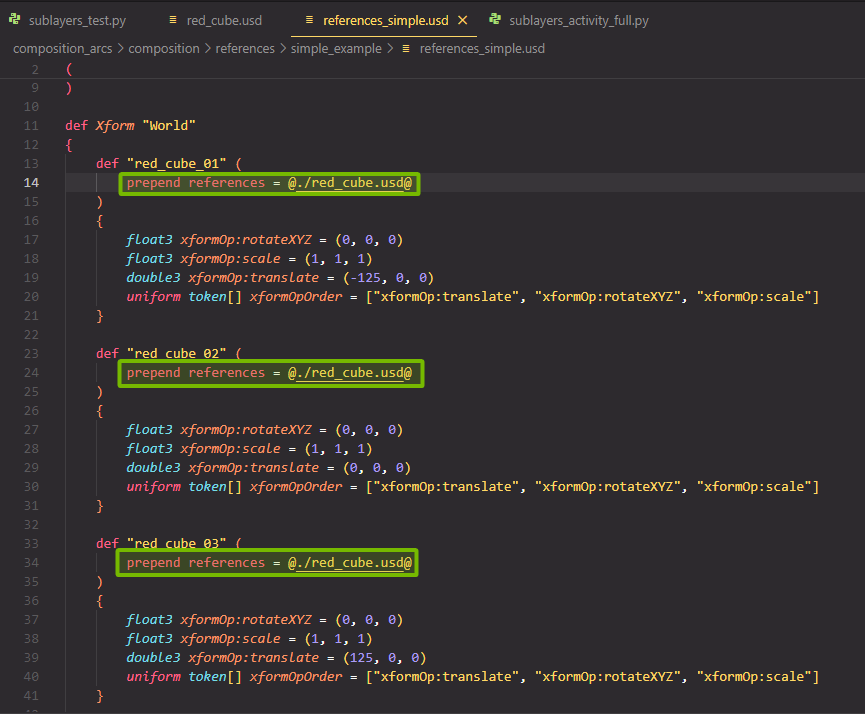 sublayers_test.py red_cube.usd references_simple.usd × sublayers_activity_full.py
composition_arcs > composition > references > simple_example > references_simple.usd
2 (
9 )
10
11 def Xform "World"
12 {
13 def "red_cube_01" (
14 prepend references = @./red_cube.usd@
15 )
16 {
17 float3 xformOp:rotateXYZ = (0, 0, 0)
18 float3 xformOp:scale = (1, 1, 1)
19 double3 xformOp:translate = (-125, 0, 0)
20 uniform token[] xformOpOrder = ["xformOp:translate", "xformOp:rotateXYZ", "xformOp:scale"]
21 }
22
23 def "red_cube_02" (
24 prepend references = @./red_cube.usd@
25 )
26 {
27 float3 xformOp:rotateXYZ = (0, 0, 0)
28 float3 xformOp:scale = (1, 1, 1)
29 double3 xformOp:translate = (0, 0, 0)
30 uniform token[] xformOpOrder = ["xformOp:translate", "xformOp:rotateXYZ", "xformOp:scale"]
31 }
32
33 def "red_cube_03" (
34 prepend references = @./red_cube.usd@
35 )
36 {
37 float3 xformOp:rotateXYZ = (0, 0, 0)
38 float3 xformOp:scale = (1, 1, 1)
39 double3 xformOp:translate = (125, 0, 0)
40 uniform token[] xformOpOrder = ["xformOp:translate", "xformOp:rotateXYZ", "xformOp:scale"]
41 }